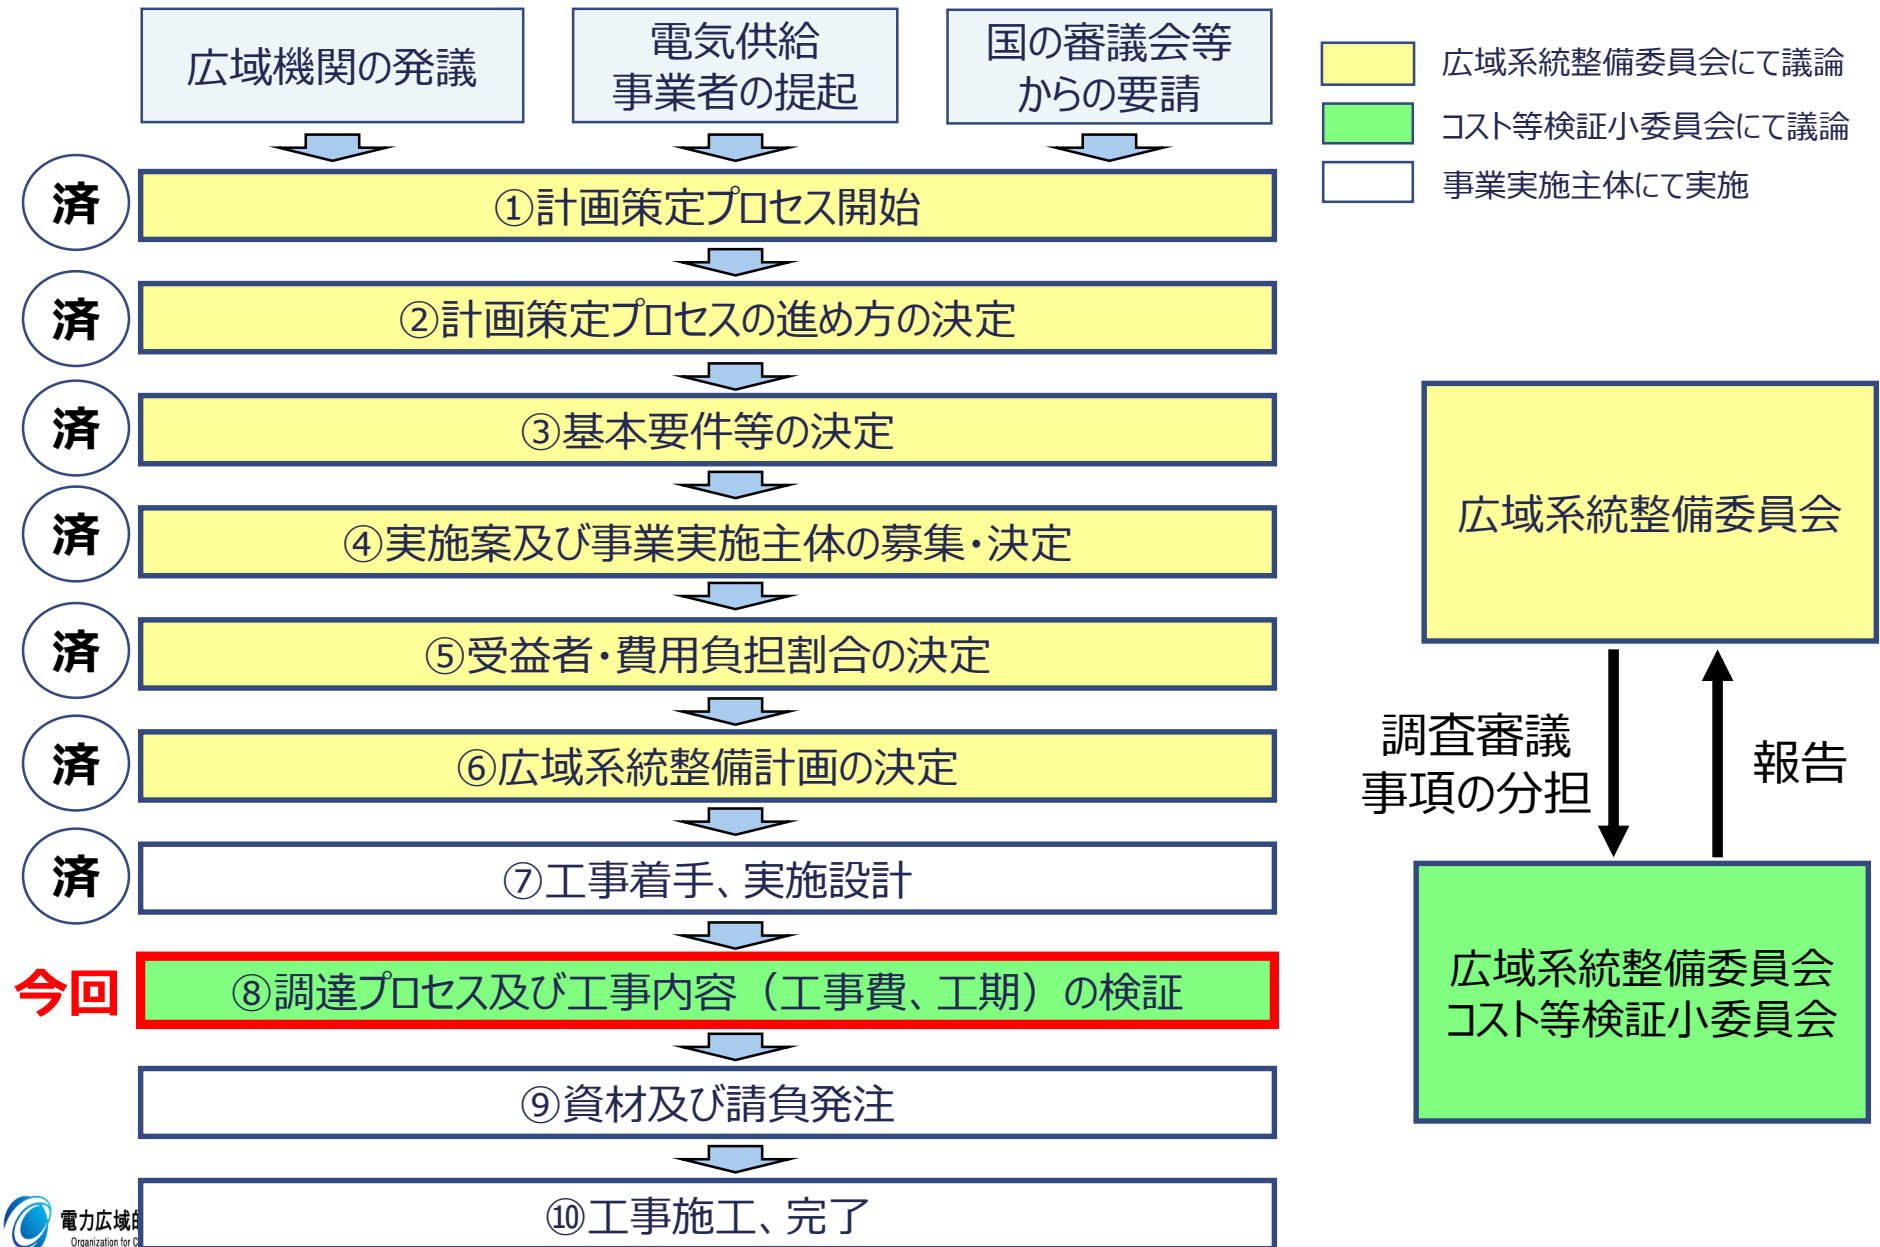 広域機関の発議
電気供給
事業者の提起
国の審議会等
からの要請
広域系統整備委員会にて議論
コスト等検証小委員会にて議論
事業実施主体にて実施
済
①計画策定プロセス開始
済
②計画策定プロセスの進め方の決定
済
③基本要件等の決定
済
④実施案及び事業実施主体の募集・決定
済
⑤受益者・費用負担割合の決定
済
⑥広域系統整備計画の決定
済
⑦工事着手、実施設計
今回
⑧調達プロセス及び工事内容（工事費、工期）の検証
⑨資材及び請負発注
⑩工事施工、完了
広域系統整備委員会
調査審議
事項の分担
報告
広域系統整備委員会
コスト等検証小委員会
電力広域的
Organization for C